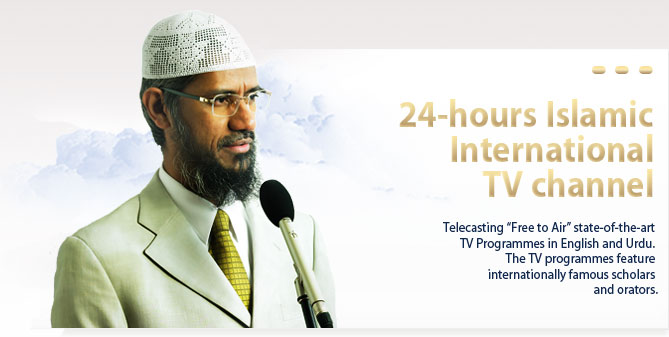 24-hours Islamic
International
TV channel
Telecasting “Free to Air” state-of-the-art
TV Programmes in English and Urdu.
The TV programmes feature
internationally famous scholars
and orators.